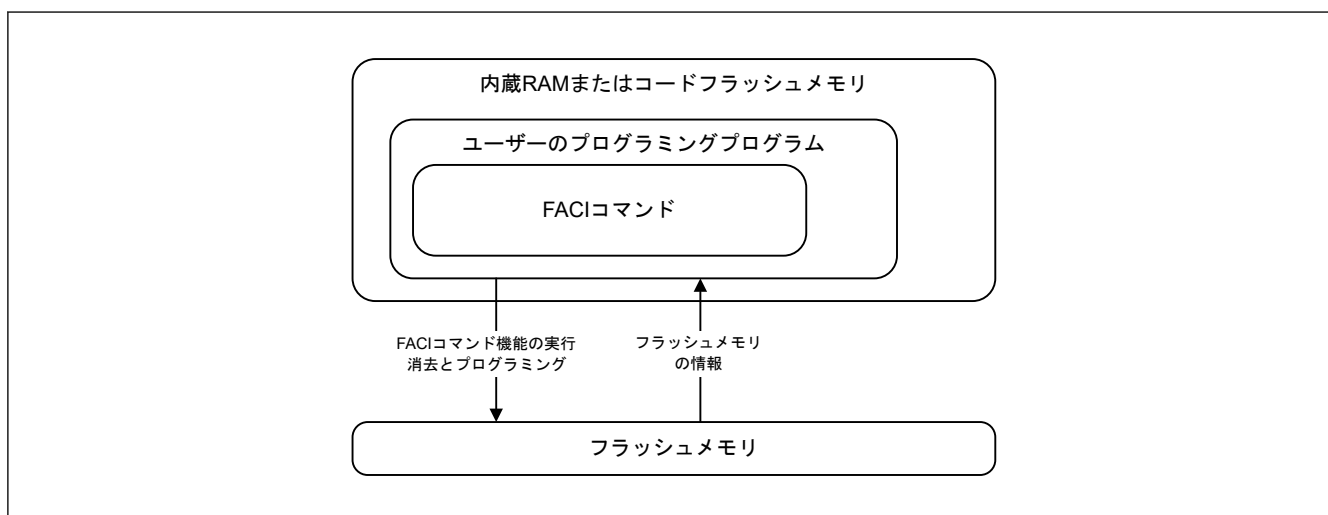 内蔵RAMまたはコードフラッシュメモリ
ユーザーのプログラミングプログラム
FACIコマンド
FACIコマンド機能の実行
消去とプログラミング
フラッシュメモリ
の情報
フラッシュメモリ